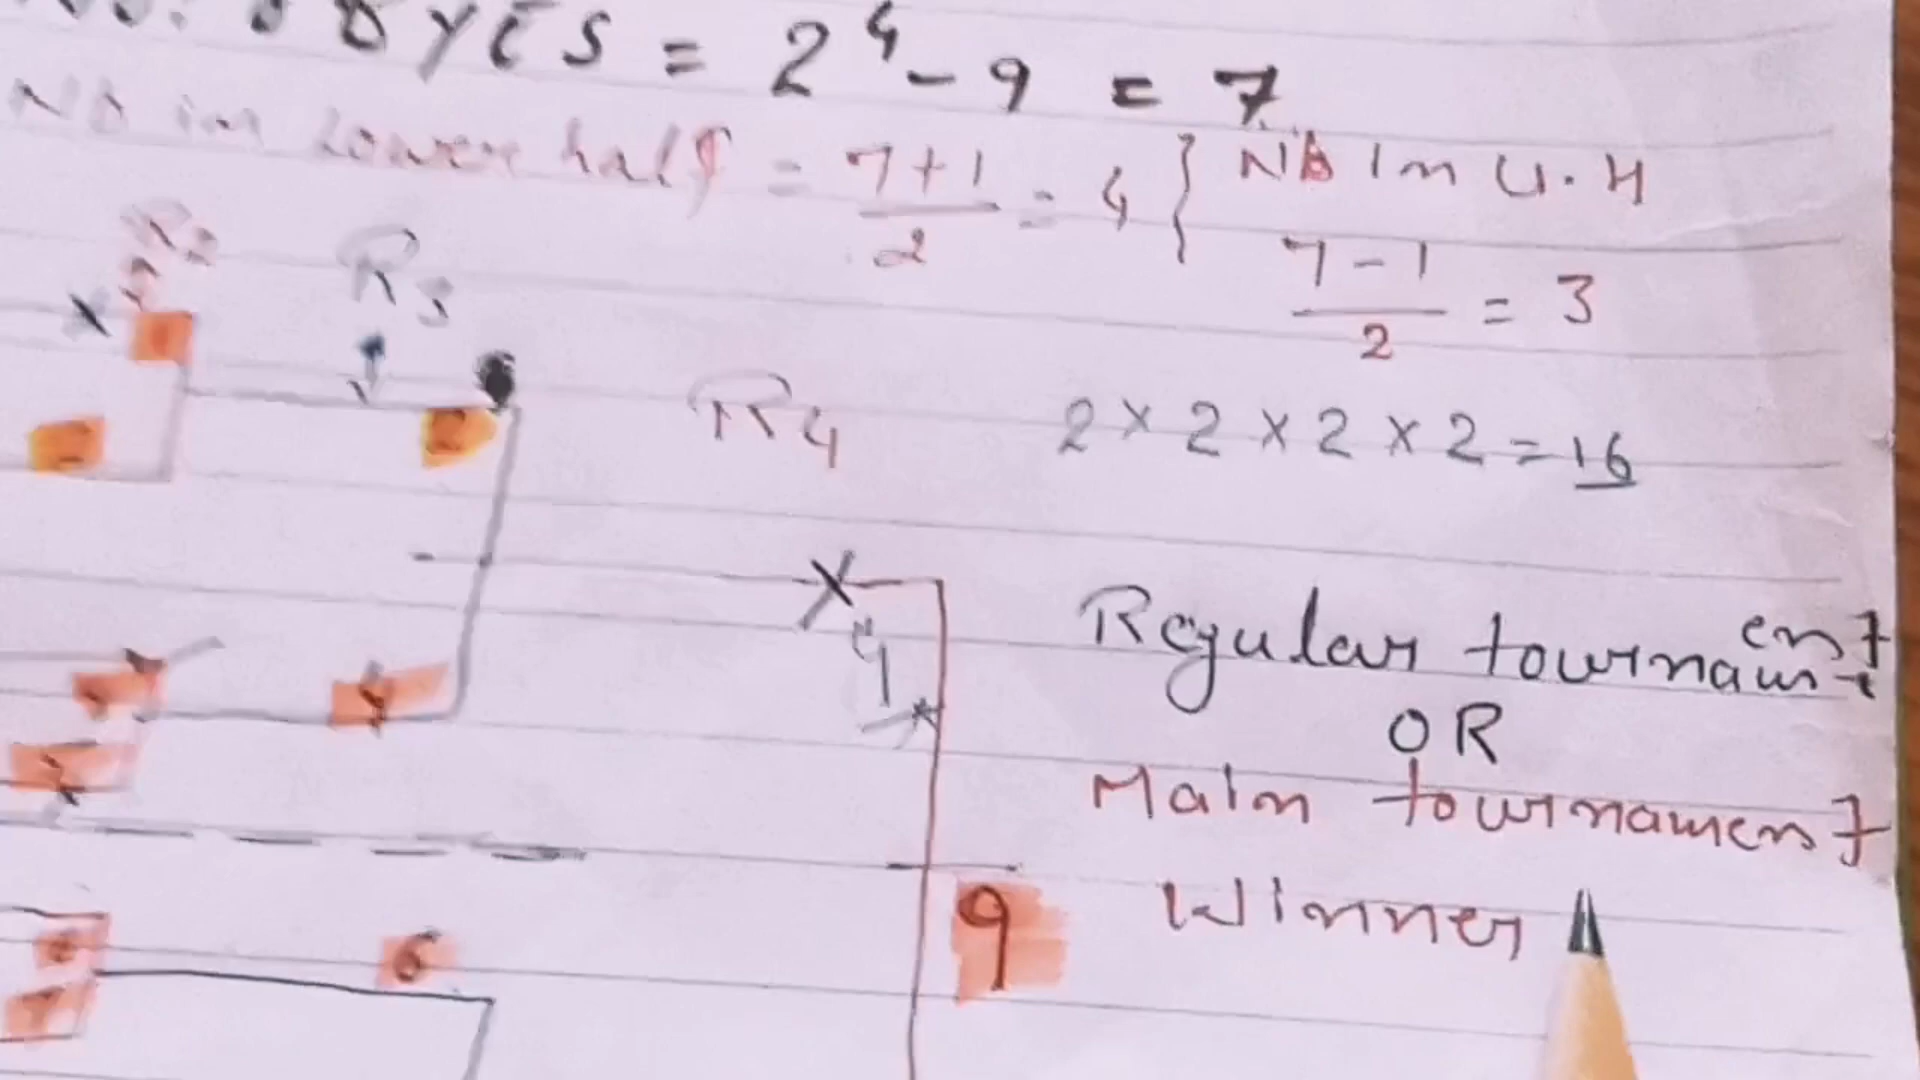 BYES = 2⁴ - 9 = 7
NB in Lower half = 7+1/2 = 4 } NB in U.H
7-1/2 = 3
R2
R3
R4
2 x 2 x 2 x 2 = 16
Regular tournament
OR
Main tournament
Winner
6
9